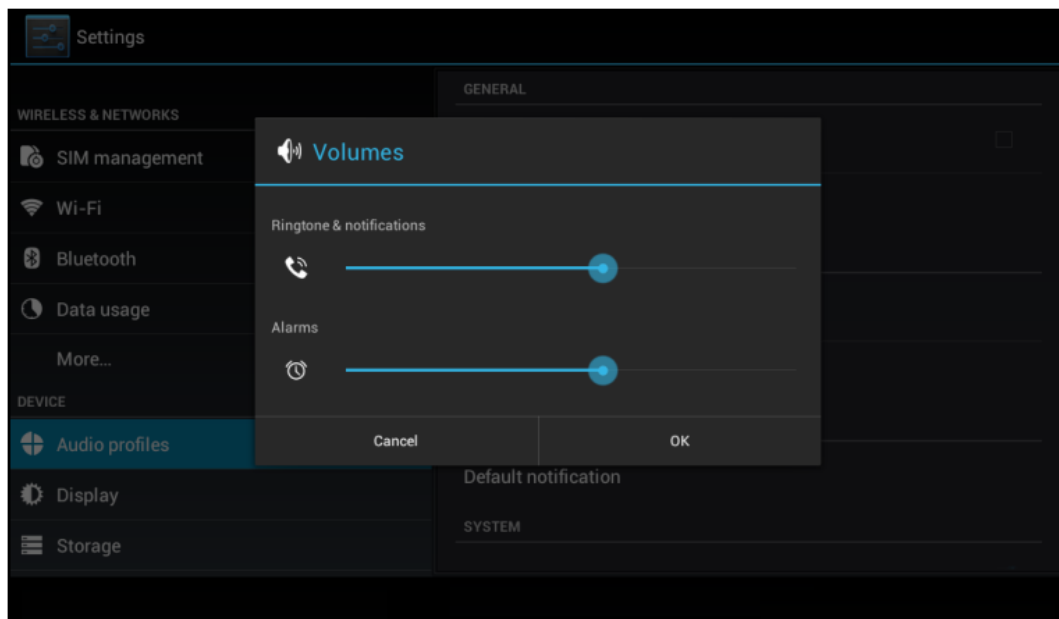 Settings
WIRELESS & NETWORKS
SIM management
Wi-Fi
Bluetooth
Data usage
More...
DEVICE
Audio profiles
Display
Storage
GENERAL
Volumes
Ringtone & notifications
Alarms
Cancel
OK
Default notification
SYSTEM